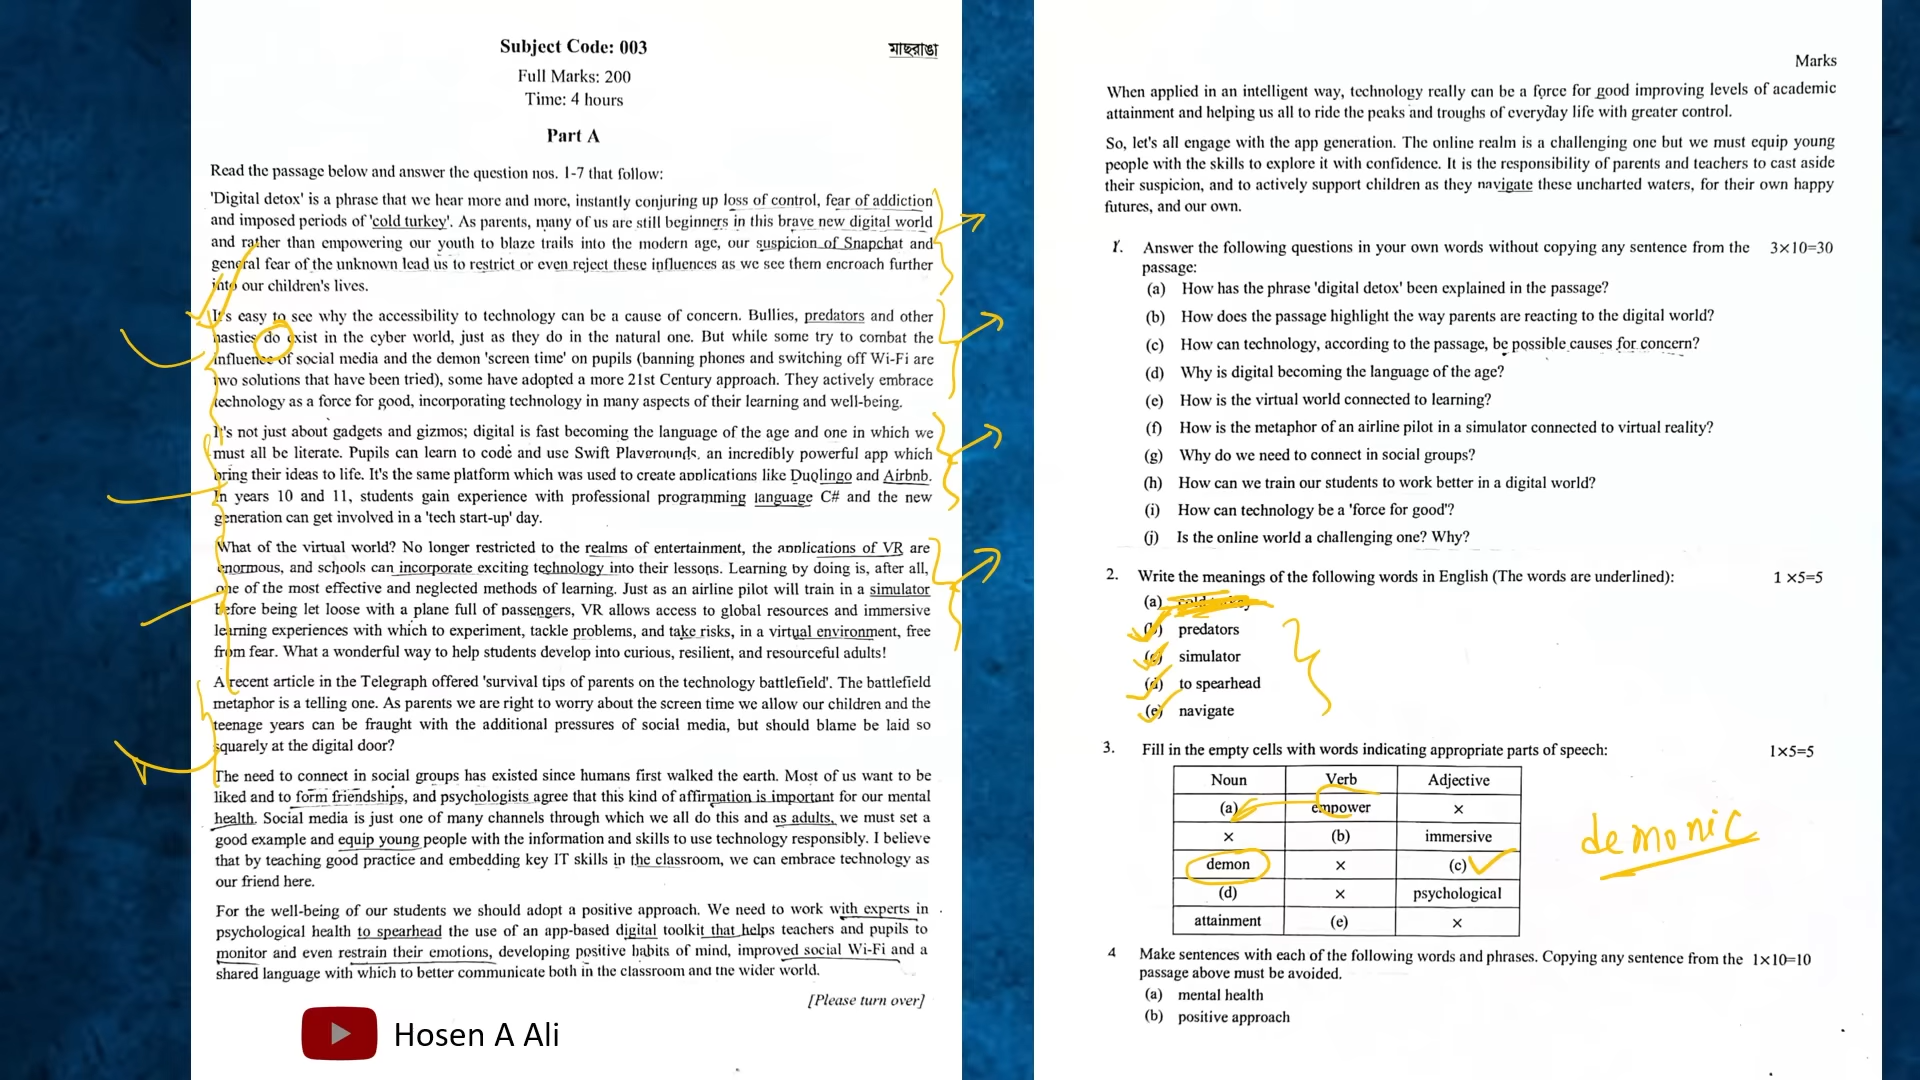 Subject Code: 003
মাছরাঙা
Full Marks: 200
Time: 4 hours
Part A
Read the passage below and answer the question nos. 1-7 that follow:
'Digital detox' is a phrase that we hear more and more, instantly conjuring up loss of control, fear of addiction
and imposed periods of 'cold turkey'. As parents, many of us are still beginners in this brave new digital world
and rather than empowering our youth to blaze trails into the modern age, our suspicion of Snapchat and
general fear of the unknown lead us to restrict or even reject these influences as we see them encroach further
into our children's lives.
It's easy to see why the accessibility to technology can be a cause of concern. Bullies, predators and other
nasties do exist in the cyber world, just as they do in the natural one. But while some try to combat the
influence of social media and the demon 'screen time' on pupils (banning phones and switching off Wi-Fi are
two solutions that have been tried), some have adopted a more 21st Century approach. They actively embrace
technology as a force for good, incorporating technology in many aspects of their learning and well-being.
It's not just about gadgets and gizmos; digital is fast becoming the language of the age and one in which we
must all be literate. Pupils can learn to code and use Swift Playgrounds, an incredibly powerful app which
bring their ideas to life. It's the same platform which was used to create applications like Duolingo and Airbnb.
In years 10 and 11, students gain experience with professional programming language C# and the new
generation can get involved in a 'tech start-up' day.
What of the virtual world? No longer restricted to the realms of entertainment, the applications of VR are
enormous, and schools can incorporate exciting technology into their lessons. Learning by doing is, after all,
one of the most effective and neglected methods of learning. Just as an airline pilot will train in a simulator
before being let loose with a plane full of passengers, VR allows access to global resources and immersive
learning experiences with which to experiment, tackle problems, and take risks, in a virtual environment, free
from fear. What a wonderful way to help students develop into curious, resilient, and resourceful adults!
A recent article in the Telegraph offered 'survival tips of parents on the technology battlefield'. The battlefield
metaphor is a telling one. As parents we are right to worry about the screen time we allow our children and the
teenage years can be fraught with the additional pressures of social media, but should blame be laid so
squarely at the digital door?
The need to connect in social groups has existed since humans first walked the earth. Most of us want to be
liked and to form friendships, and psychologists agree that this kind of affirmation is important for our mental
health. Social media is just one of many channels through which we all do this and as adults, we must set a
good example and equip young people with the information and skills to use technology responsibly. I believe
that by teaching good practice and embedding key IT skills in the classroom, we can embrace technology as
our friend here.
For the well-being of our students we should adopt a positive approach. We need to work with experts in
psychological health to spearhead the use of an app-based digital toolkit that helps teachers and pupils to
monitor and even restrain their emotions, developing positive habits of mind, improved social Wi-Fi and a
shared language with which to better communicate both in the classroom and the wider world.
[Please turn over]
Hosen A Ali
Marks
When applied in an intelligent way, technology really can be a force for good improving levels of academic
attainment and helping us all to ride the peaks and troughs of everyday life with greater control.
So, let's all engage with the app generation. The online realm is a challenging one but we must equip young
people with the skills to explore it with confidence. It is the responsibility of parents and teachers to cast aside
their suspicion, and to actively support children as they navigate these uncharted waters, for their own happy
futures, and our own.
1. Answer the following questions in your own words without copying any sentence from the 3×10=30
passage:
(a) How has the phrase 'digital detox' been explained in the passage?
(b) How does the passage highlight the way parents are reacting to the digital world?
(c) How can technology, according to the passage, be possible causes for concern?
(d) Why is digital becoming the language of the age?
(e) How is the virtual world connected to learning?
(f) How is the metaphor of an airline pilot in a simulator connected to virtual reality?
(g) Why do we need to connect in social groups?
(h) How can we train our students to work better in a digital world?
(i) How can technology be a 'force for good'?
(j) Is the online world a challenging one? Why?
2. Write the meanings of the following words in English (The words are underlined): 1 ×5=5
(a)
(b) predators
(c) simulator
(d) to spearhead
(e) navigate
3. Fill in the empty cells with words indicating appropriate parts of speech: 1×5=5
Noun Verb Adjective
(a) empower ×
× (b) immersive
demon × (c)
demonic
(d) × psychological
attainment (e) ×
4 Make sentences with each of the following words and phrases. Copying any sentence from the 1×10=10
passage above must be avoided.
(a) mental health
(b) positive approach